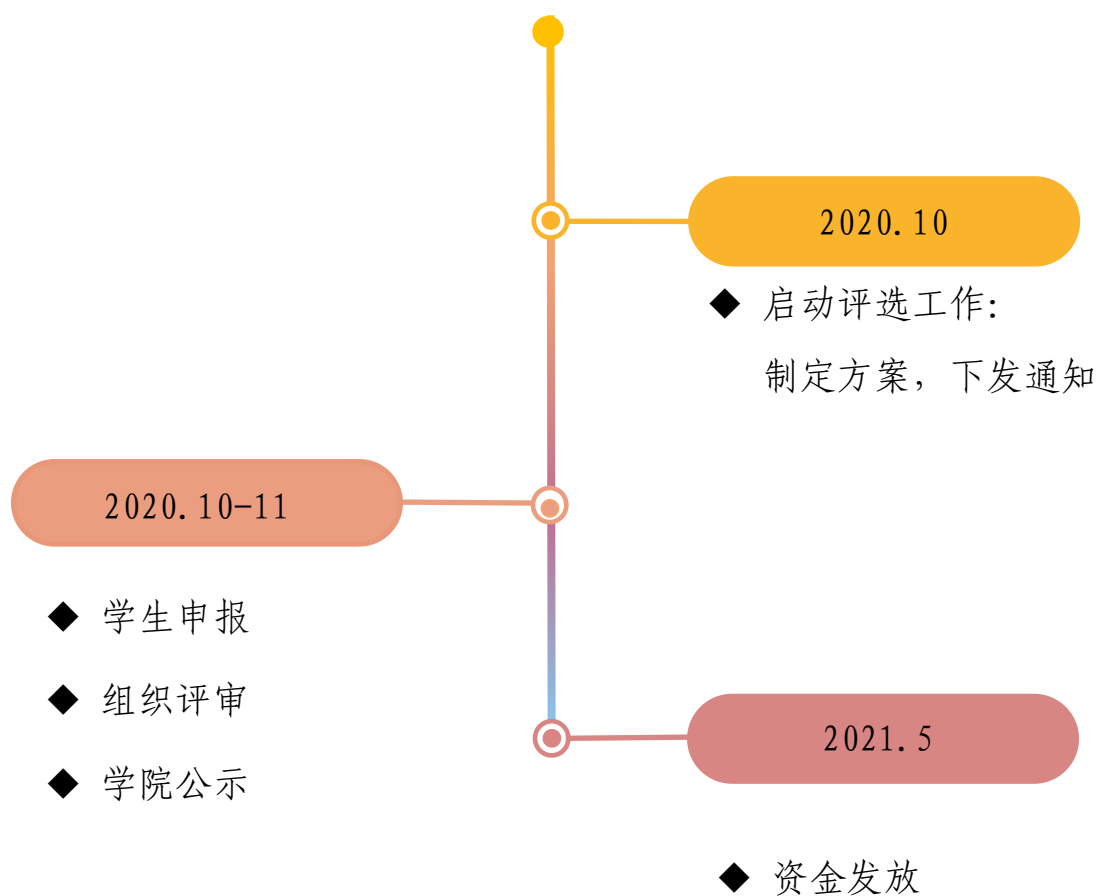 2020.10
◆ 启动评选工作:
制定方案，下发通知
2020.10-11
◆ 学生申报
◆ 组织评审
◆ 学院公示
2021.5
◆ 资金发放